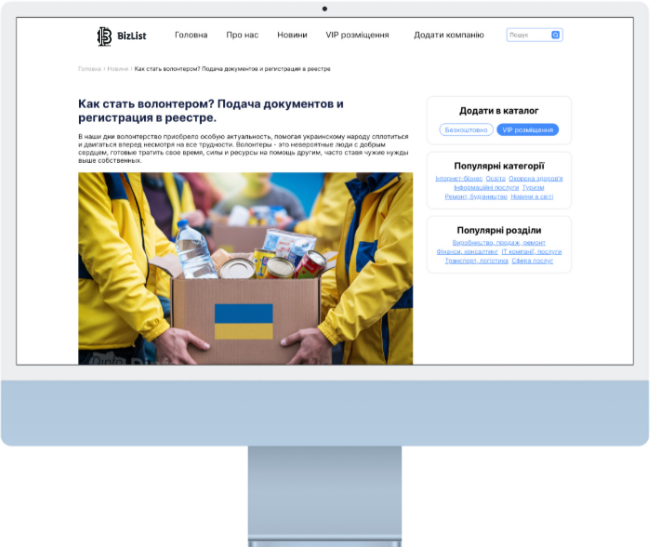 BizList
Головна Про нас Новини VIP розміщення Додати компанію Пошук
Головна > Новини > Как стать волонтером? Подача документов и регистрация в реестре
Как стать волонтером? Подача документов и
регистрация в реестре.
В наши дни волонтерство приобрело особую актуальность, помогая украинскому народу сплотиться
и двигаться вперед несмотря на все трудности. Волонтеры - это невероятные люди с добрым
сердцем, готовые тратить свое время, силы и ресурсы на помощь другим, часто ставя чужие нужды
выше собственных.
Додати в каталог
Безкоштовно VIP розміщення
Популярні категорії
Інтернет-бізнес Освіта Охорона здоров'я
Інформаційні послуги Туризм
Ремонт, будівництво Новини в світі
Популярні розділи
Виробництво, продаж, ремонт
Фінанси, консалтинг IT компанії, послуги
Транспорт, логістика Сфера послуг